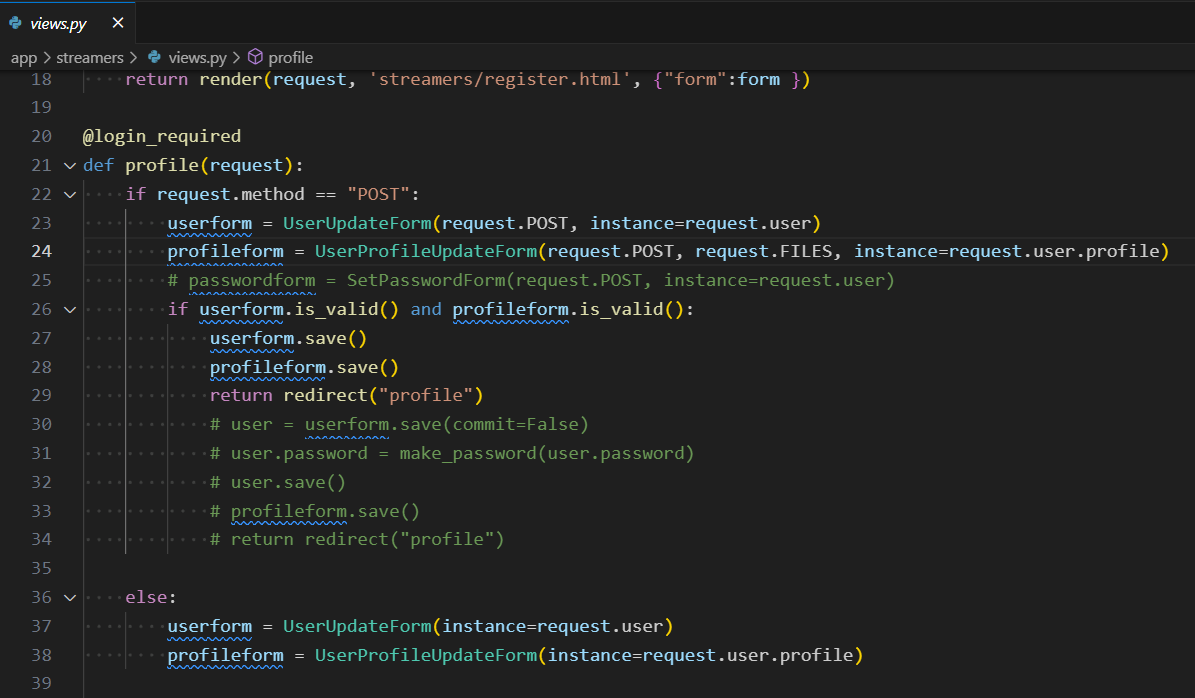 views.py
app > streamers > views.py > profile
18 return render(request, 'streamers/register.html', {"form":form })
19
20 @login_required
21 def profile(request):
22 if request.method == "POST":
23 userform = UserUpdateForm(request.POST, instance=request.user)
24 profileform = UserProfileUpdateForm(request.POST, request.FILES, instance=request.user.profile)
25 # passwordform = SetPasswordForm(request.POST, instance=request.user)
26 if userform.is_valid() and profileform.is_valid():
27 userform.save()
28 profileform.save()
29 return redirect("profile")
30 # user = userform.save(commit=False)
31 # user.password = make_password(user.password)
32 # user.save()
33 # profileform.save()
34 # return redirect("profile")
35
36 else:
37 userform = UserUpdateForm(instance=request.user)
38 profileform = UserProfileUpdateForm(instance=request.user.profile)
39